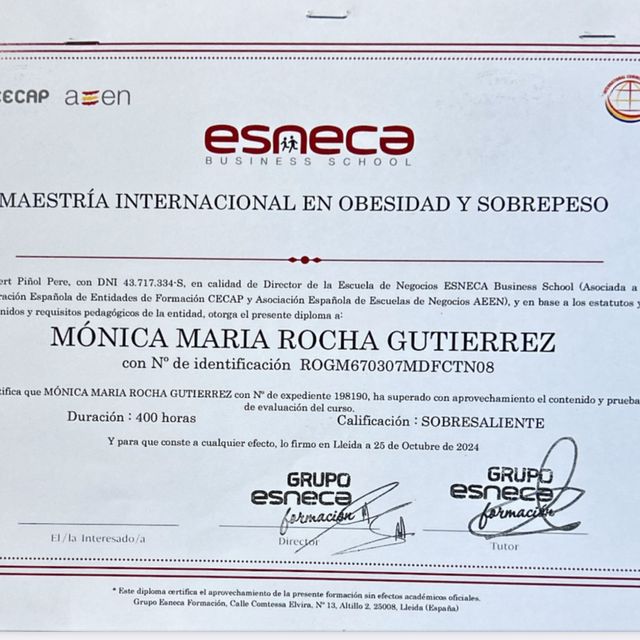 CECAP aeen
esneca
BUSINESS SCHOOL
MAESTRÍA INTERNACIONAL EN OBESIDAD Y SOBREPESO
ert Piñol Pere, con DNI 43.717.334-S, en calidad de Director de la Escuela de Negocios ESNECA Business School (Asociada a
ración Española de Entidades de Formación CECAP y Asociación Española de Escuelas de Negocios AEEN), y en base a los estatutos y
nidos y requisitos pedagógicos de la entidad, otorga el presente diploma a:
MÓNICA MARIA ROCHA GUTIERREZ
con Nº de identificación ROGM670307MDFCTN08
tifica que MÓNICA MARIA ROCHA GUTIERREZ con Nº de expediente 198190, ha superado con aprovechamiento el contenido y prueba
de evaluación del curso.
Duración : 400 horas Calificación : SOBRESALIENTE
Y para que conste a cualquier efecto, lo firmo en Lleida a 25 de Octubre de 2024
GRUPO esneca formación
GRUPO esneca formación
El/la Interesado/a Director Tutor
* Este diploma certifica el aprovechamiento de la presente formación sin efectos académicos oficiales.
Grupo Esneca Formación, Calle Comtessa Elvira, Nº 13, Altillo 2, 25008, Lleida (España)